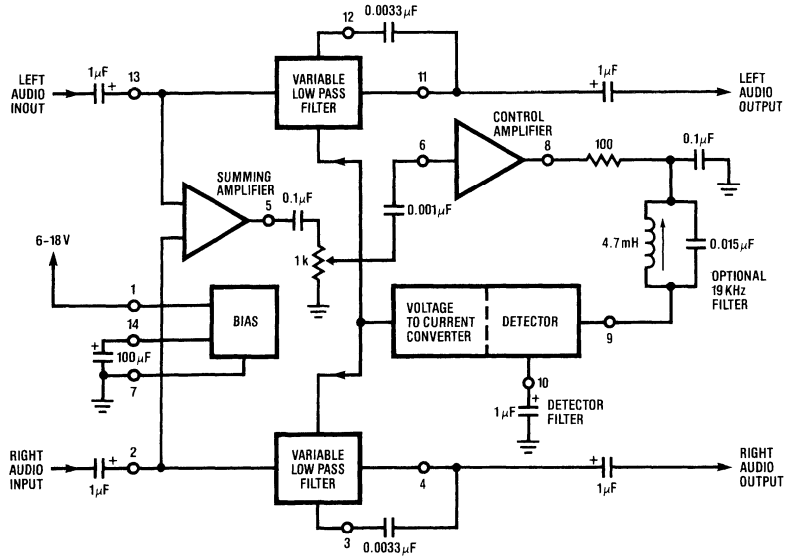 12
0.0033μF
LEFT
AUDIO
INOUT
1μF
+
13
VARIABLE
LOW PASS
FILTER
11
1μF
+
LEFT
AUDIO
OUTPUT
CONTROL
AMPLIFIER
6
8
100
0.1μF
SUMMING
AMPLIFIER
5
0.1μF
0.001μF
1k
4.7mH
0.015μF
OPTIONAL
19KHz
FILTER
6-18V
1
14
+
100μF
7
BIAS
VOLTAGE
TO CURRENT
CONVERTER
DETECTOR
9
10
+
1μF
DETECTOR
FILTER
RIGHT
AUDIO
INPUT
1μF
+
2
VARIABLE
LOW PASS
FILTER
4
+
1μF
RIGHT
AUDIO
OUTPUT
3
0.0033μF